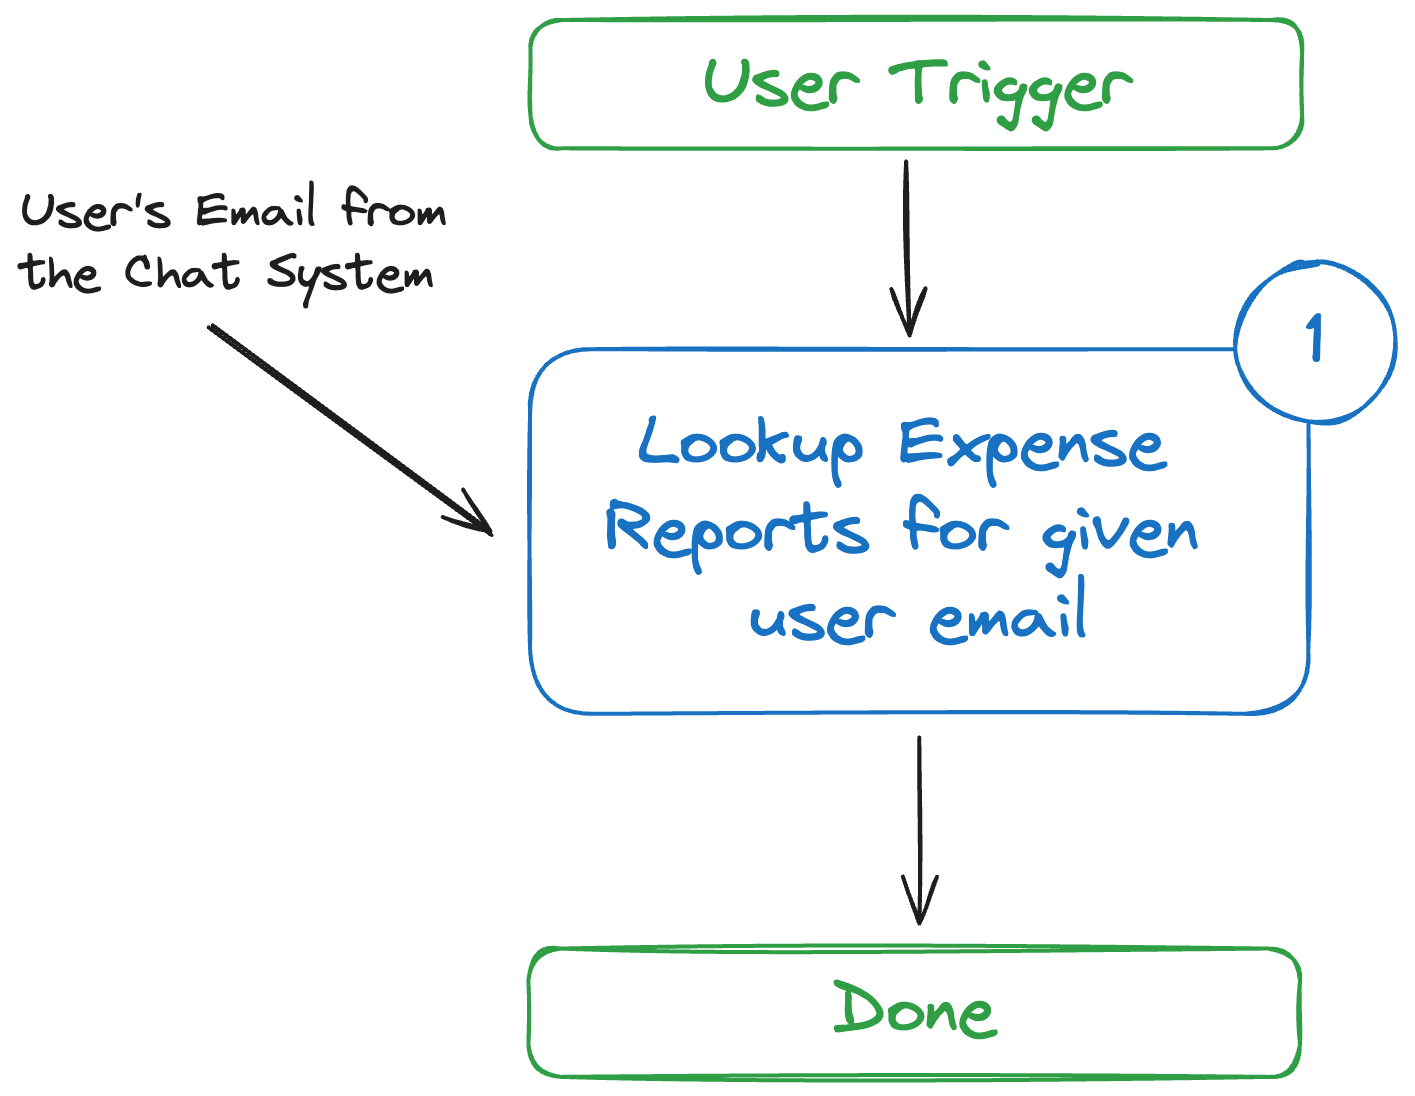 User Trigger
User's Email from
the Chat System
1
Lookup Expense
Reports for given
user email
Done